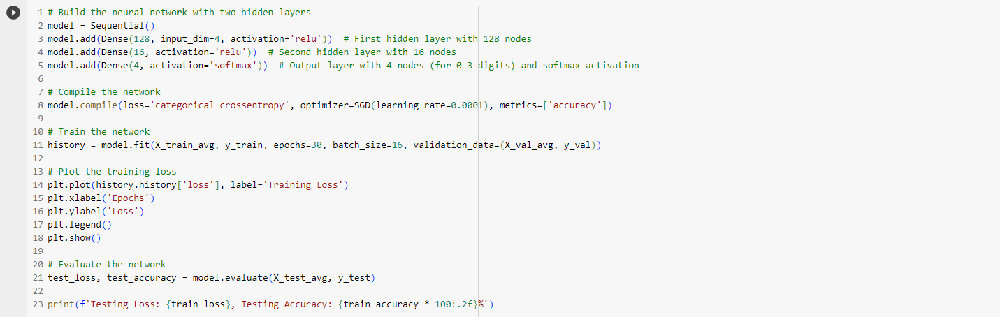 1 # Build the neural network with two hidden layers
2 model = Sequential()
3 model.add(Dense(128, input_dim=4, activation='relu'))  # First hidden layer with 128 nodes
4 model.add(Dense(16, activation='relu'))  # Second hidden layer with 16 nodes
5 model.add(Dense(4, activation='softmax'))  # Output layer with 4 nodes (for 0-3 digits) and softmax activation
6
7 # Compile the network
8 model.compile(loss='categorical_crossentropy', optimizer=SGD(learning_rate=0.0001), metrics=['accuracy'])
9
10 # Train the network
11 history = model.fit(X_train_avg, y_train, epochs=30, batch_size=16, validation_data=(X_val_avg, y_val))
12
13 # Plot the training loss
14 plt.plot(history.history['loss'], label='Training Loss')
15 plt.xlabel('Epochs')
16 plt.ylabel('Loss')
17 plt.legend()
18 plt.show()
19
20 # Evaluate the network
21 test_loss, test_accuracy = model.evaluate(X_test_avg, y_test)
22
23 print(f'Testing Loss: {train_loss}, Testing Accuracy: {train_accuracy * 100:.2f}%')